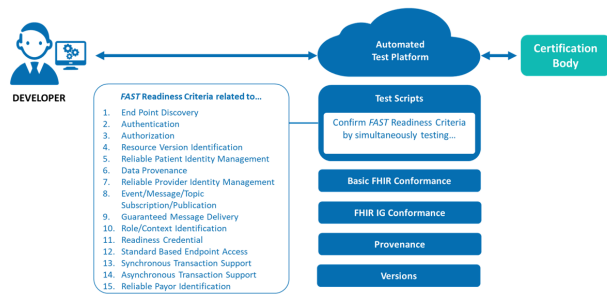 Automated
Test Platform
Certification
Body
DEVELOPER
FAST Readiness Criteria related to...
1. End Point Discovery
2. Authentication
3. Authorization
4. Resource Version Identification
5. Reliable Patient Identity Management
6. Data Provenance
7. Reliable Provider Identity Management
8. Event/Message/Topic
Subscription/Publication
9. Guaranteed Message Delivery
10. Role/Context Identification
11. Readiness Credential
12. Standard Based Endpoint Access
13. Synchronous Transaction Support
14. Asynchronous Transaction Support
15. Reliable Payor Identification
Test Scripts
Confirm FAST Readiness Criteria
by simultaneously testing...
Basic FHIR Conformance
FHIR IG Conformance
Provenance
Versions